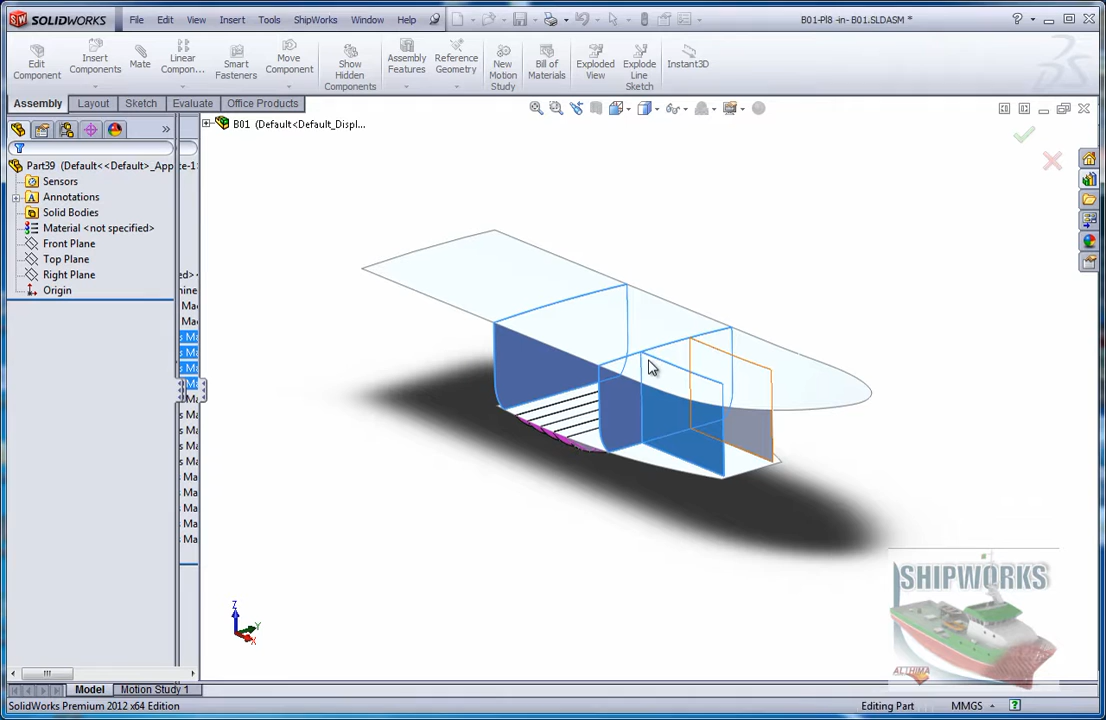 SOLIDWORKS File Edit View Insert Tools ShipWorks Window Help B01-Pl8 -in- B01.SLDASM *
Edit Component
Insert Components
Mate
Linear Compon...
Smart Fasteners
Move Component
Show Hidden Components
Assembly Features
Reference Geometry
New Motion Study
Bill of Materials
Exploded View
Explode Line Sketch
Instant3D
Assembly Layout Sketch Evaluate Office Products
B01 (Default<Default_Displ...
Part39 (Default<<Default>_App
Sensors
Annotations
Solid Bodies
Material <not specified>
Front Plane
Top Plane
Right Plane
Origin
SHIPWORKS
ALTHIMA
Z
Y
X
Model Motion Study 1
SolidWorks Premium 2012 x64 Edition Editing Part MMGS